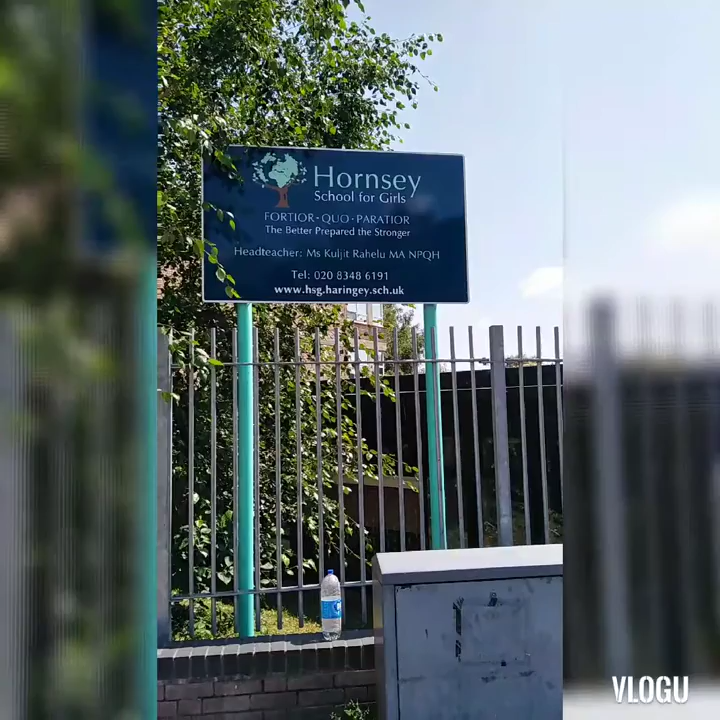 Hornsey
School for Girls
FORTIOR·QUO·PARATIOR
The Better Prepared the Stronger
Headteacher: Ms Kuljit Rahelu MA NPQH
Tel: 020 8348 6191
www.hsg.haringey.sch.uk
VLOGU